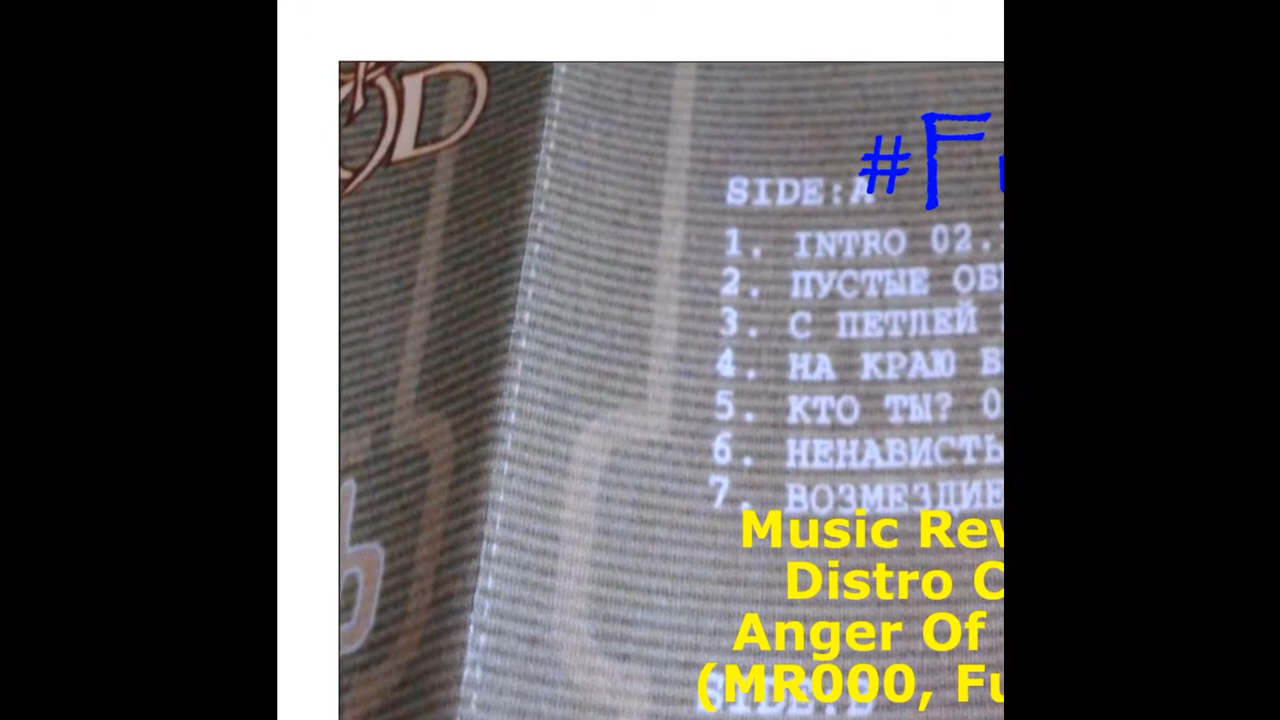 #F
SIDE:A
1. INTRO 02.
2. ПУСТЫЕ ОБ
3. С ПЕТЛЕЙ
4. НА КРАЮ Б
5. КТО ТЫ? 0
6. НЕНАВИСТЬ
7. ВОЗМЕЗДИЕ
Music Rev
Distro C
Anger Of
(MR000, Fu
SIDE:B